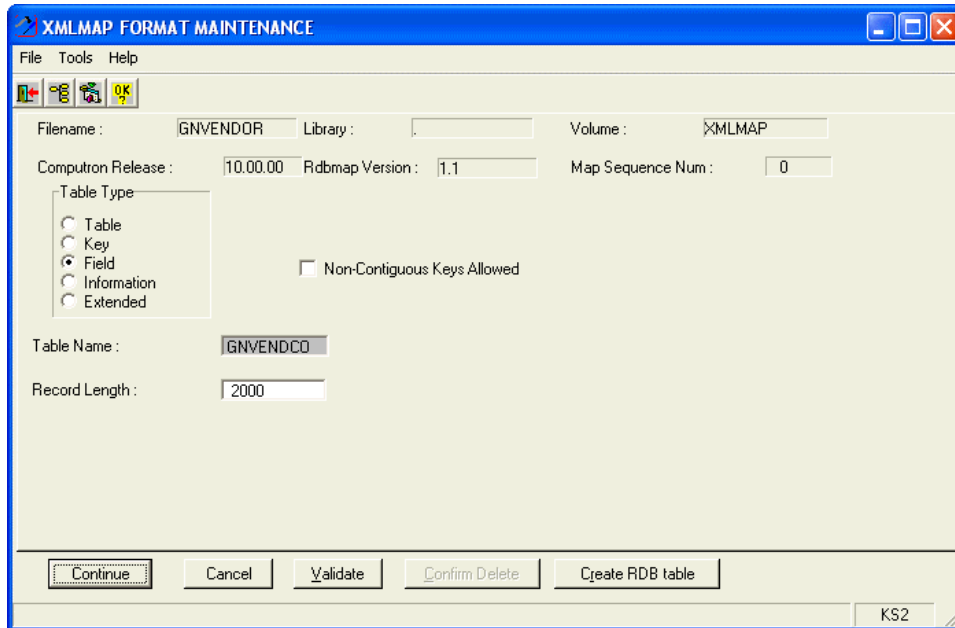 XMLMAP FORMAT MAINTENANCE
File Tools Help
OK ?
Filename : GNVENDOR Library : . Volume : XMLMAP
Computron Release : 10.00.00 Rdbmap Version : 1.1 Map Sequence Num : 0
Table Type
Table
Key
Field
Information
Extended
Non-Contiguous Keys Allowed
Table Name : GNVENDCO
Record Length : 2000
Continue Cancel Validate Confirm Delete Create RDB table
KS2